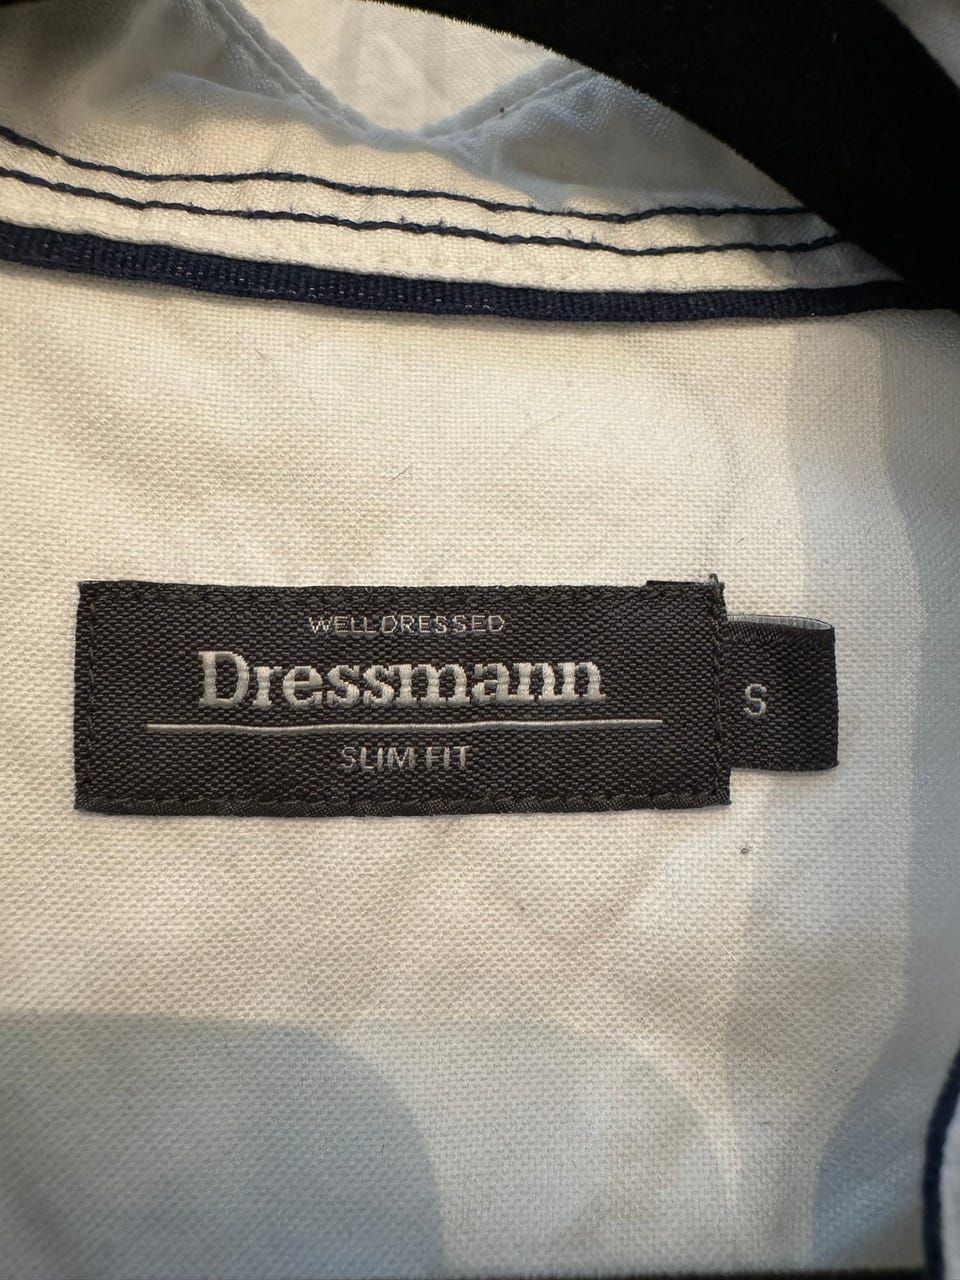 WELLDRESSED
Dressmann
SLIM FIT
S